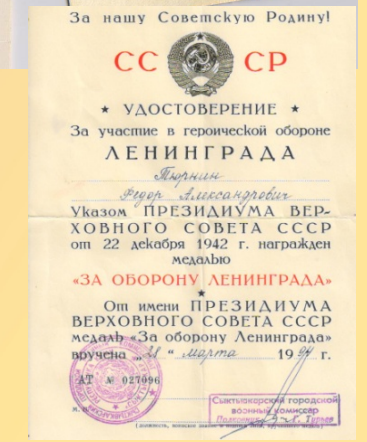 За нашу Советскую Родину!
СС СР
★ УДОСТОВЕРЕНИЕ ★
За участие в героической обороне
ЛЕНИНГРАДА
Тюрнин
Федор Александрович
Указом ПРЕЗИДИУМА ВЕР-
ХОВНОГО СОВЕТА СССР
от 22 декабря 1942 г. награжден
медалью
«ЗА ОБОРОНУ ЛЕНИНГРАДА»
★
От имени ПРЕЗИДИУМА
ВЕРХОВНОГО СОВЕТА СССР
медаль «За оборону Ленинграда»
вручена " " марта 19 г.
АТ № 027096
Сыктывкарский городской
военный комиссар
М.